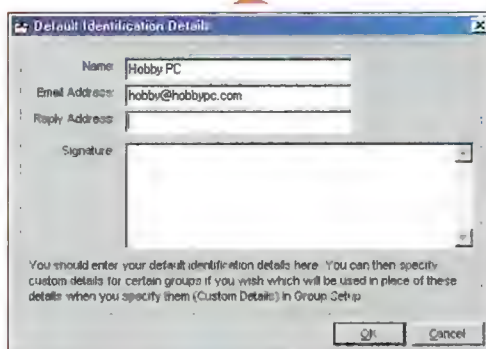 Default Identification Details
Name: Hobby PC
Email Address: hobby@hobbypc.com
Reply Address:
Signature
You should enter your default identification details here. You can then specify
custom details for certain groups if you wish which will be used in place of these
details when you specify them (Custom Details) in Group Setup
OK Cancel